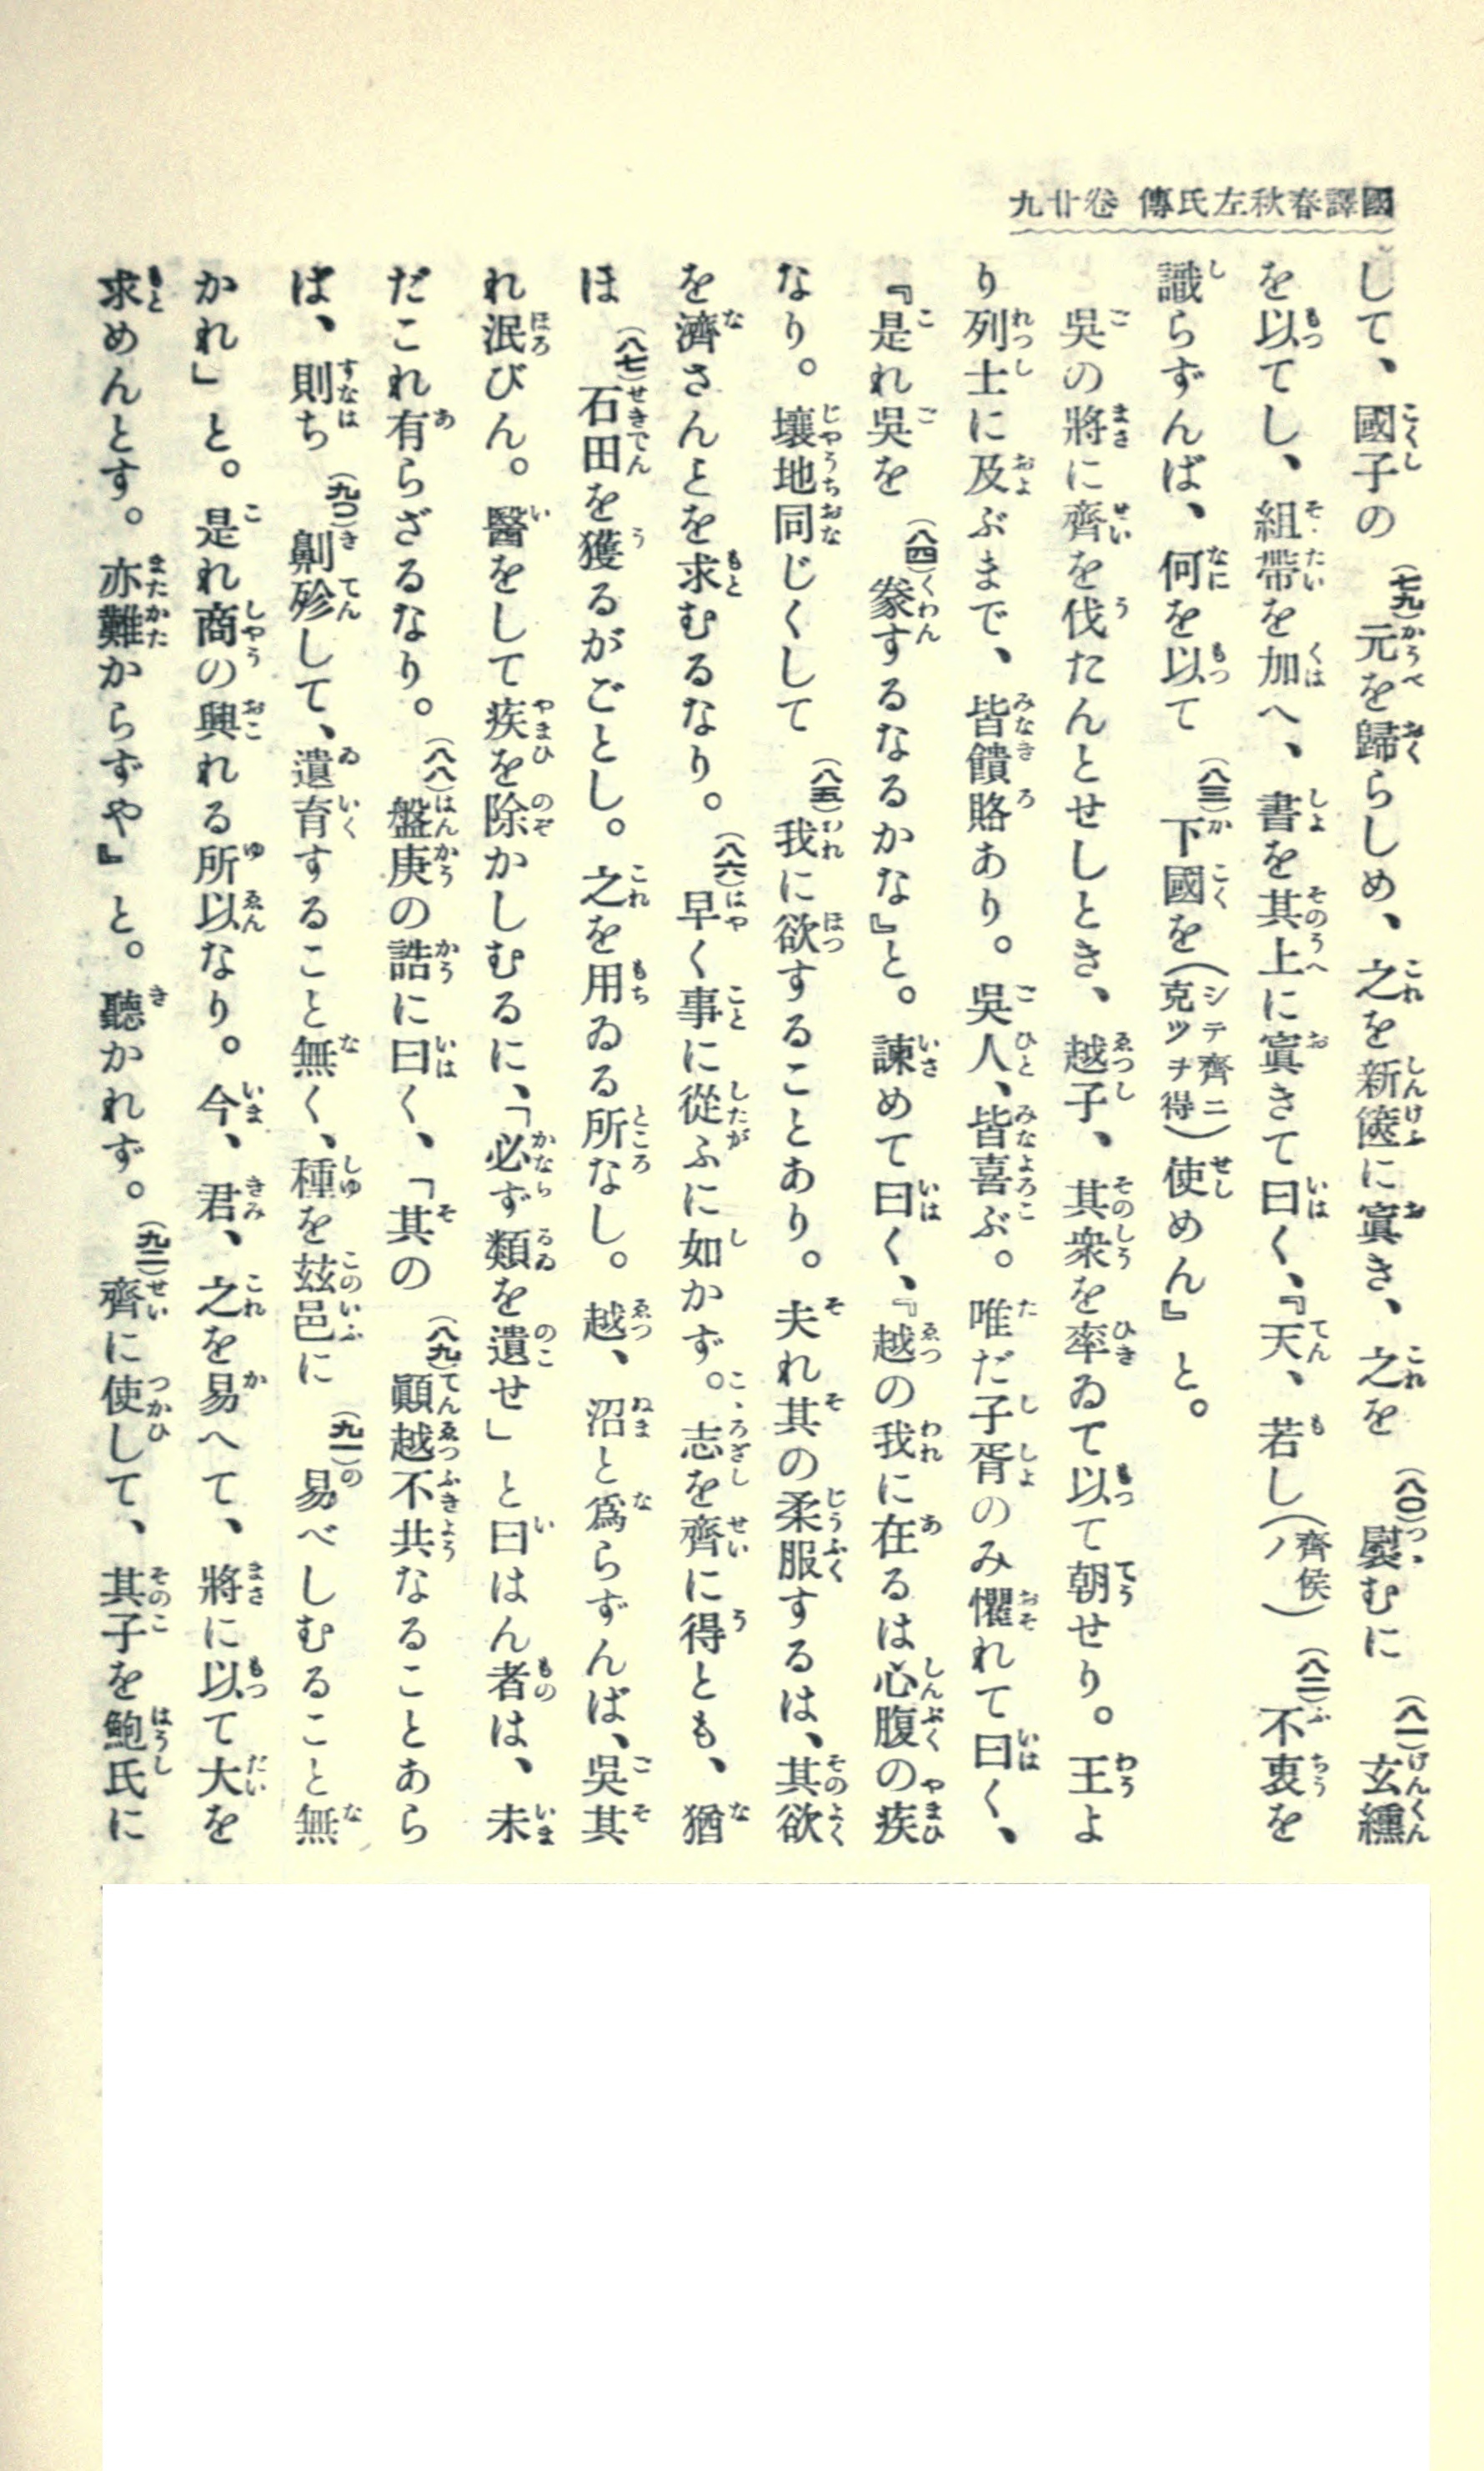 國譯春秋左氏傳 卷廿九
して、國子の(七九)元を歸らしめ、之を新篋に寘き、之を(八〇)褽むに(八一)玄纁
を以てし、組帶を加へ、書を其上に寘きて曰く、『天、若し(齊侯ノ)(八二)不衷を
識らずんば、何を以て(八三)下國を(シテ齊ニ克ツヲ得)使めん』と。
吳の將に齊を伐たんとせしとき、越子、其衆を率ゐて以て朝せり。王よ
り列士に及ぶまで、皆饋賂あり。吳人、皆喜ぶ。唯だ子胥のみ懼れて曰く、
『是れ吳を(八四)豢するなるかな』と。諫めて曰く、『越の我に在るは心腹の疾
なり。壤地同じくして(八五)我に欲することあり。夫れ其の柔服するは、其欲
を濟さんとを求むるなり。(八六)早く事に從ふに如かず。志を齊に得とも、猶
ほ(八七)石田を獲るがごとし。之を用ゐる所なし。越、沼と爲らずんば、吳其
れ泯びん。醫をして疾を除かしむるに、「必ず類を遺せ」と曰はん者は、未
だこれ有らざるなり。(八八)盤庚の誥に曰く、「其の(八九)顚越不共なることあら
ば、則ち(九〇)劓殄して、遺育すること無く、種を玆邑に(九一)易べしむること無
かれ」と。是れ商の興れる所以なり。今、君、之を易へて、將に以て大を
求めんとす。亦難からずや』と。聽かれず。(九二)齊に使して、其子を鮑氏に